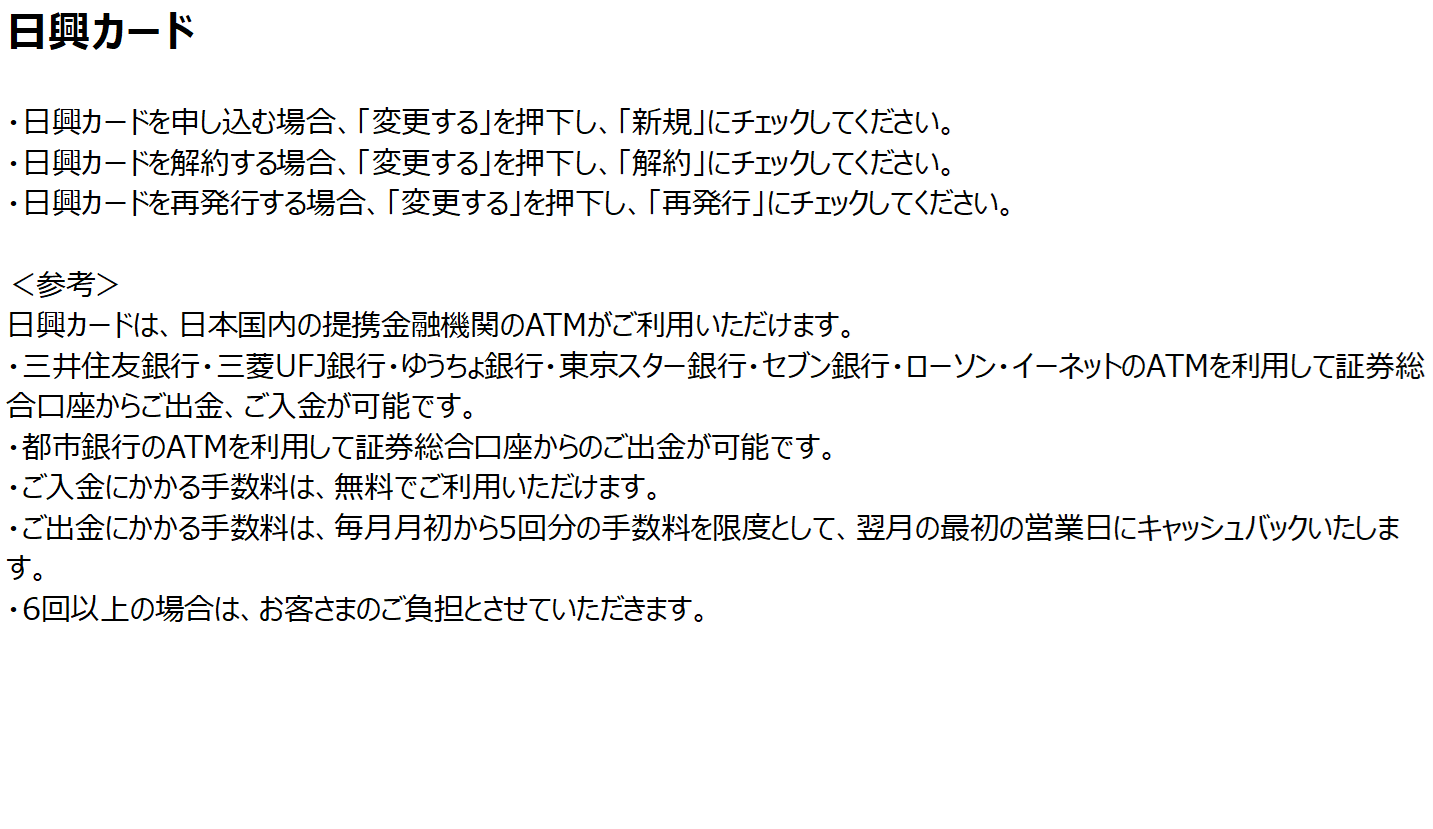 日興カード
・日興カードを申し込む場合、「変更する」を押下し、「新規」にチェックしてください。
・日興カードを解約する場合、「変更する」を押下し、「解約」にチェックしてください。
・日興カードを再発行する場合、「変更する」を押下し、「再発行」にチェックしてください。
＜参考＞
日興カードは、日本国内の提携金融機関のATMがご利用いただけます。
・三井住友銀行・三菱UFJ銀行・ゆうちょ銀行・東京スター銀行・セブン銀行・ローソン・イーネットのATMを利用して証券総
合口座からご出金、ご入金が可能です。
・都市銀行のATMを利用して証券総合口座からのご出金が可能です。
・ご入金にかかる手数料は、無料でご利用いただけます。
・ご出金にかかる手数料は、毎月月初から5回分の手数料を限度として、翌月の最初の営業日にキャッシュバックいたしま
す。
・6回以上の場合は、お客さまのご負担とさせていただきます。